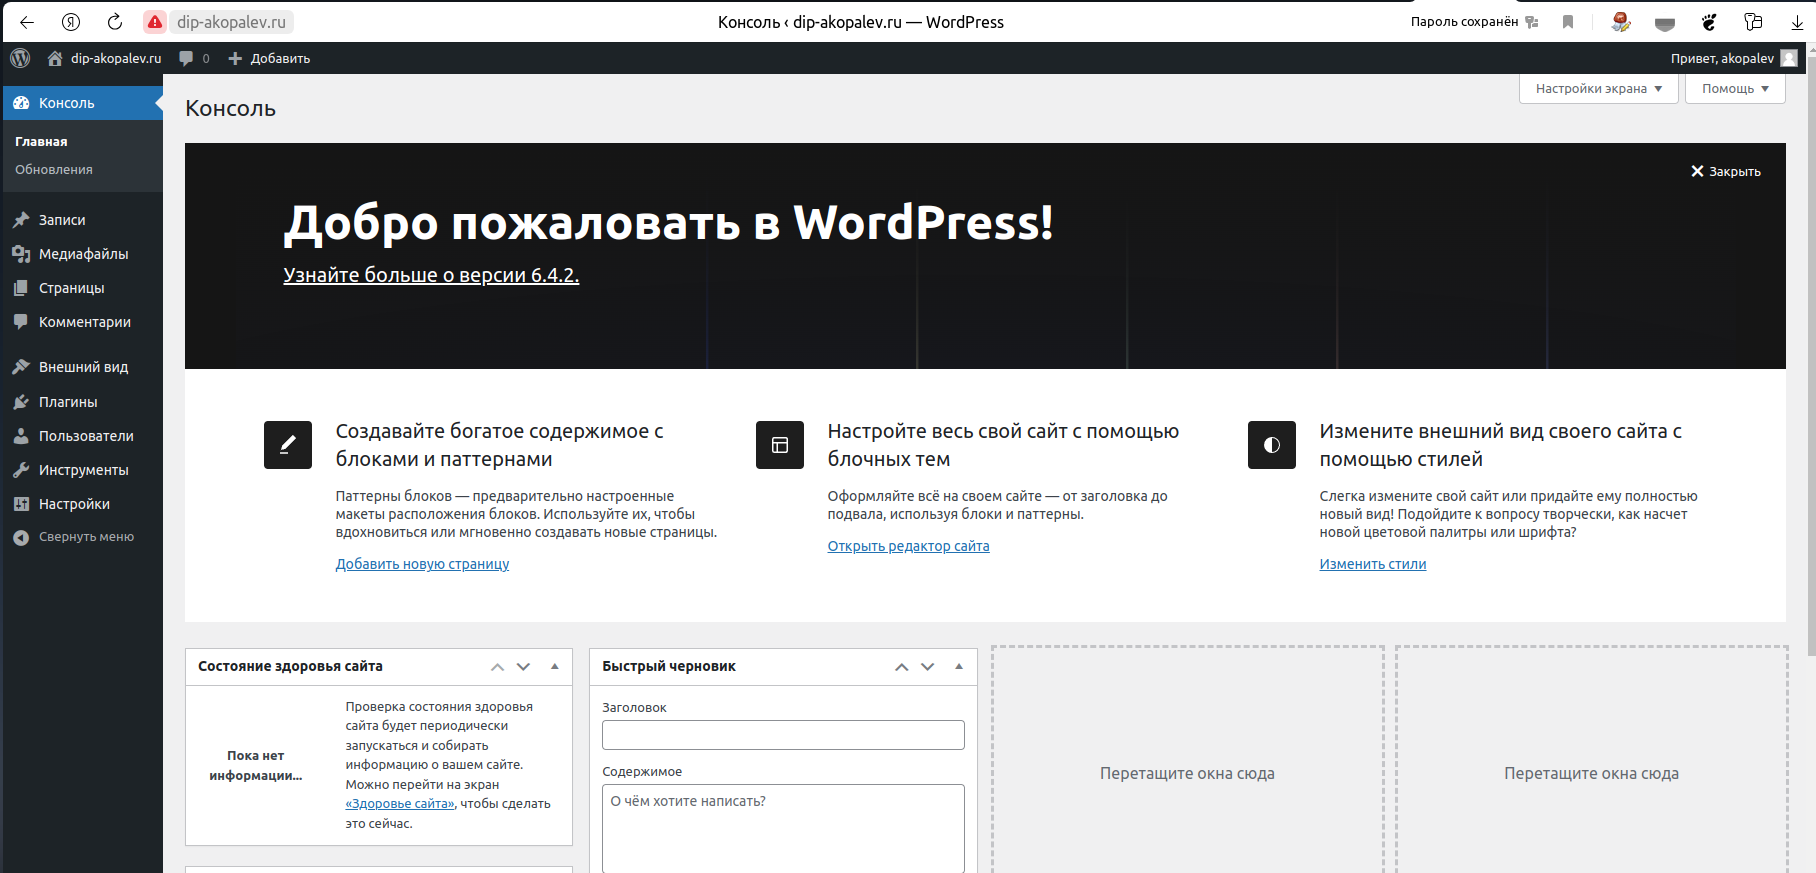 dip-akopalev.ru
Консоль ‹ dip-akopalev.ru — WordPress
Пароль сохранён
dip-akopalev.ru
0
Добавить
Привет, akopalev
Консоль
Главная
Обновления
Записи
Медиафайлы
Страницы
Комментарии
Внешний вид
Плагины
Пользователи
Инструменты
Настройки
Свернуть меню
Консоль
Настройки экрана
Помощь
Закрыть
Добро пожаловать в WordPress!
Узнайте больше о версии 6.4.2.
Создавайте богатое содержимое с
блоками и паттернами
Паттерны блоков — предварительно настроенные
макеты расположения блоков. Используйте их, чтобы
вдохновиться или мгновенно создавать новые страницы.
Добавить новую страницу
Настройте весь свой сайт с помощью
блочных тем
Оформляйте всё на своем сайте — от заголовка до
подвала, используя блоки и паттерны.
Открыть редактор сайта
Измените внешний вид своего сайта с
помощью стилей
Слегка измените свой сайт или придайте ему полностью
новый вид! Подойдите к вопросу творчески, как насчет
новой цветовой палитры или шрифта?
Изменить стили
Состояние здоровья сайта
Пока нет
информации...
Проверка состояния здоровья
сайта будет периодически
запускаться и собирать
информацию о вашем сайте.
Можно перейти на экран
«Здоровье сайта», чтобы сделать
это сейчас.
Быстрый черновик
Заголовок
Содержимое
О чём хотите написать?
Перетащите окна сюда
Перетащите окна сюда